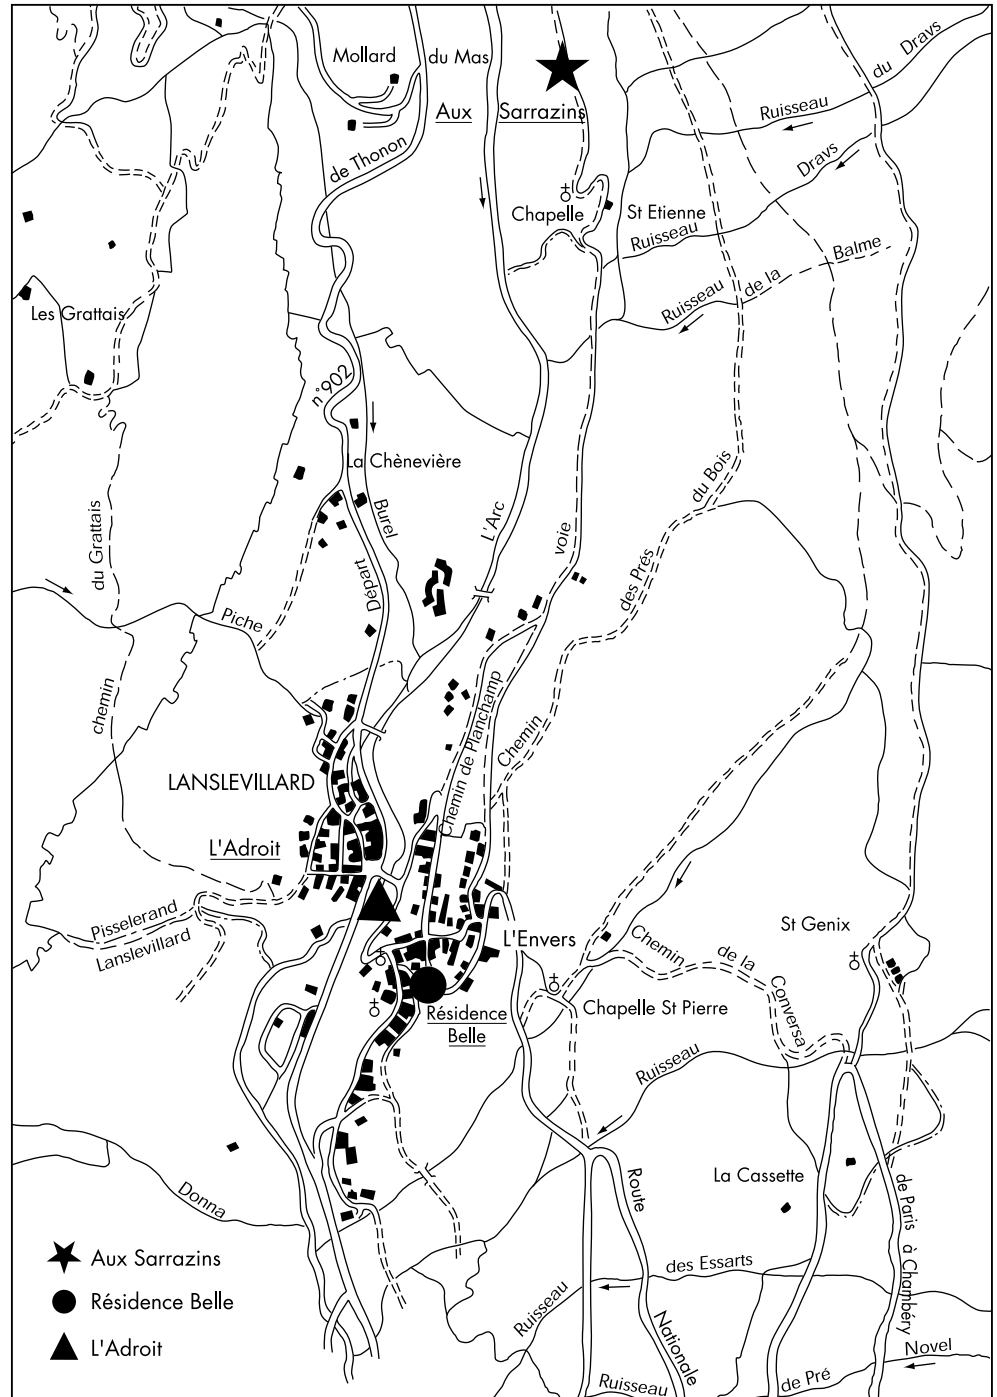 Mollard
du Mas
du Dravs
Aux Sarrazins
Ruisseau
de Thonon
Dravs
Chapelle
St Etienne
Ruisseau
Balme
de la
Ruisseau
Les Grattais
n°902
La Chènevière
du Bois
du Grattais
Burel
L'Arc
voie
Départ
des Prés
Piche
chemin
Chemin de Planchamp
Chemin
LANSLEVILLARD
L'Adroit
Pisselerand
Lanslevillard
St Genix
L'Envers
Chemin
de la
Conversa
Résidence
Belle
Chapelle St Pierre
Ruisseau
La Cassette
Route
de Paris à Chambéry
Donna
Aux Sarrazins
des Essarts
Résidence Belle
Ruisseau
Nationale
L'Adroit
Novel
de Pré
Ruisseau